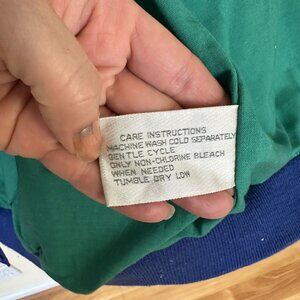 CARE INSTRUCTIONS
MACHINE WASH COLD SEPARATELY
GENTLE CYCLE
ONLY NON-CHLORINE BLEACH
WHEN NEEDED
TUMBLE DRY LOW